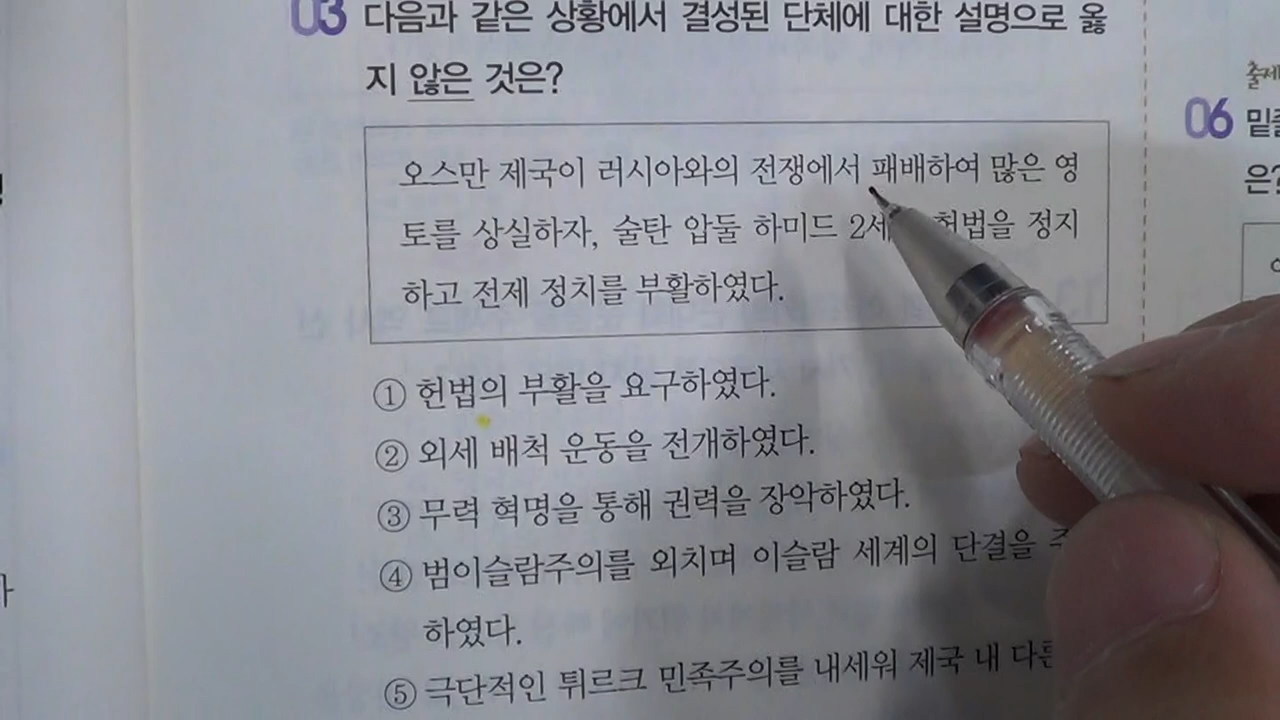 03 다음과 같은 상황에서 결성된 단체에 대한 설명으로 옳
지 않은 것은?
오스만 제국이 러시아와의 전쟁에서 패배하여 많은 영
토를 상실하자, 술탄 압둘 하미드 2세 헌법을 정지
하고 전제 정치를 부활하였다.
① 헌법의 부활을 요구하였다.
② 외세 배척 운동을 전개하였다.
③ 무력 혁명을 통해 권력을 장악하였다.
④ 범이슬람주의를 외치며 이슬람 세계의 단결을
하였다.
⑤ 극단적인 튀르크 민족주의를 내세워 제국 내
출제
06
은?